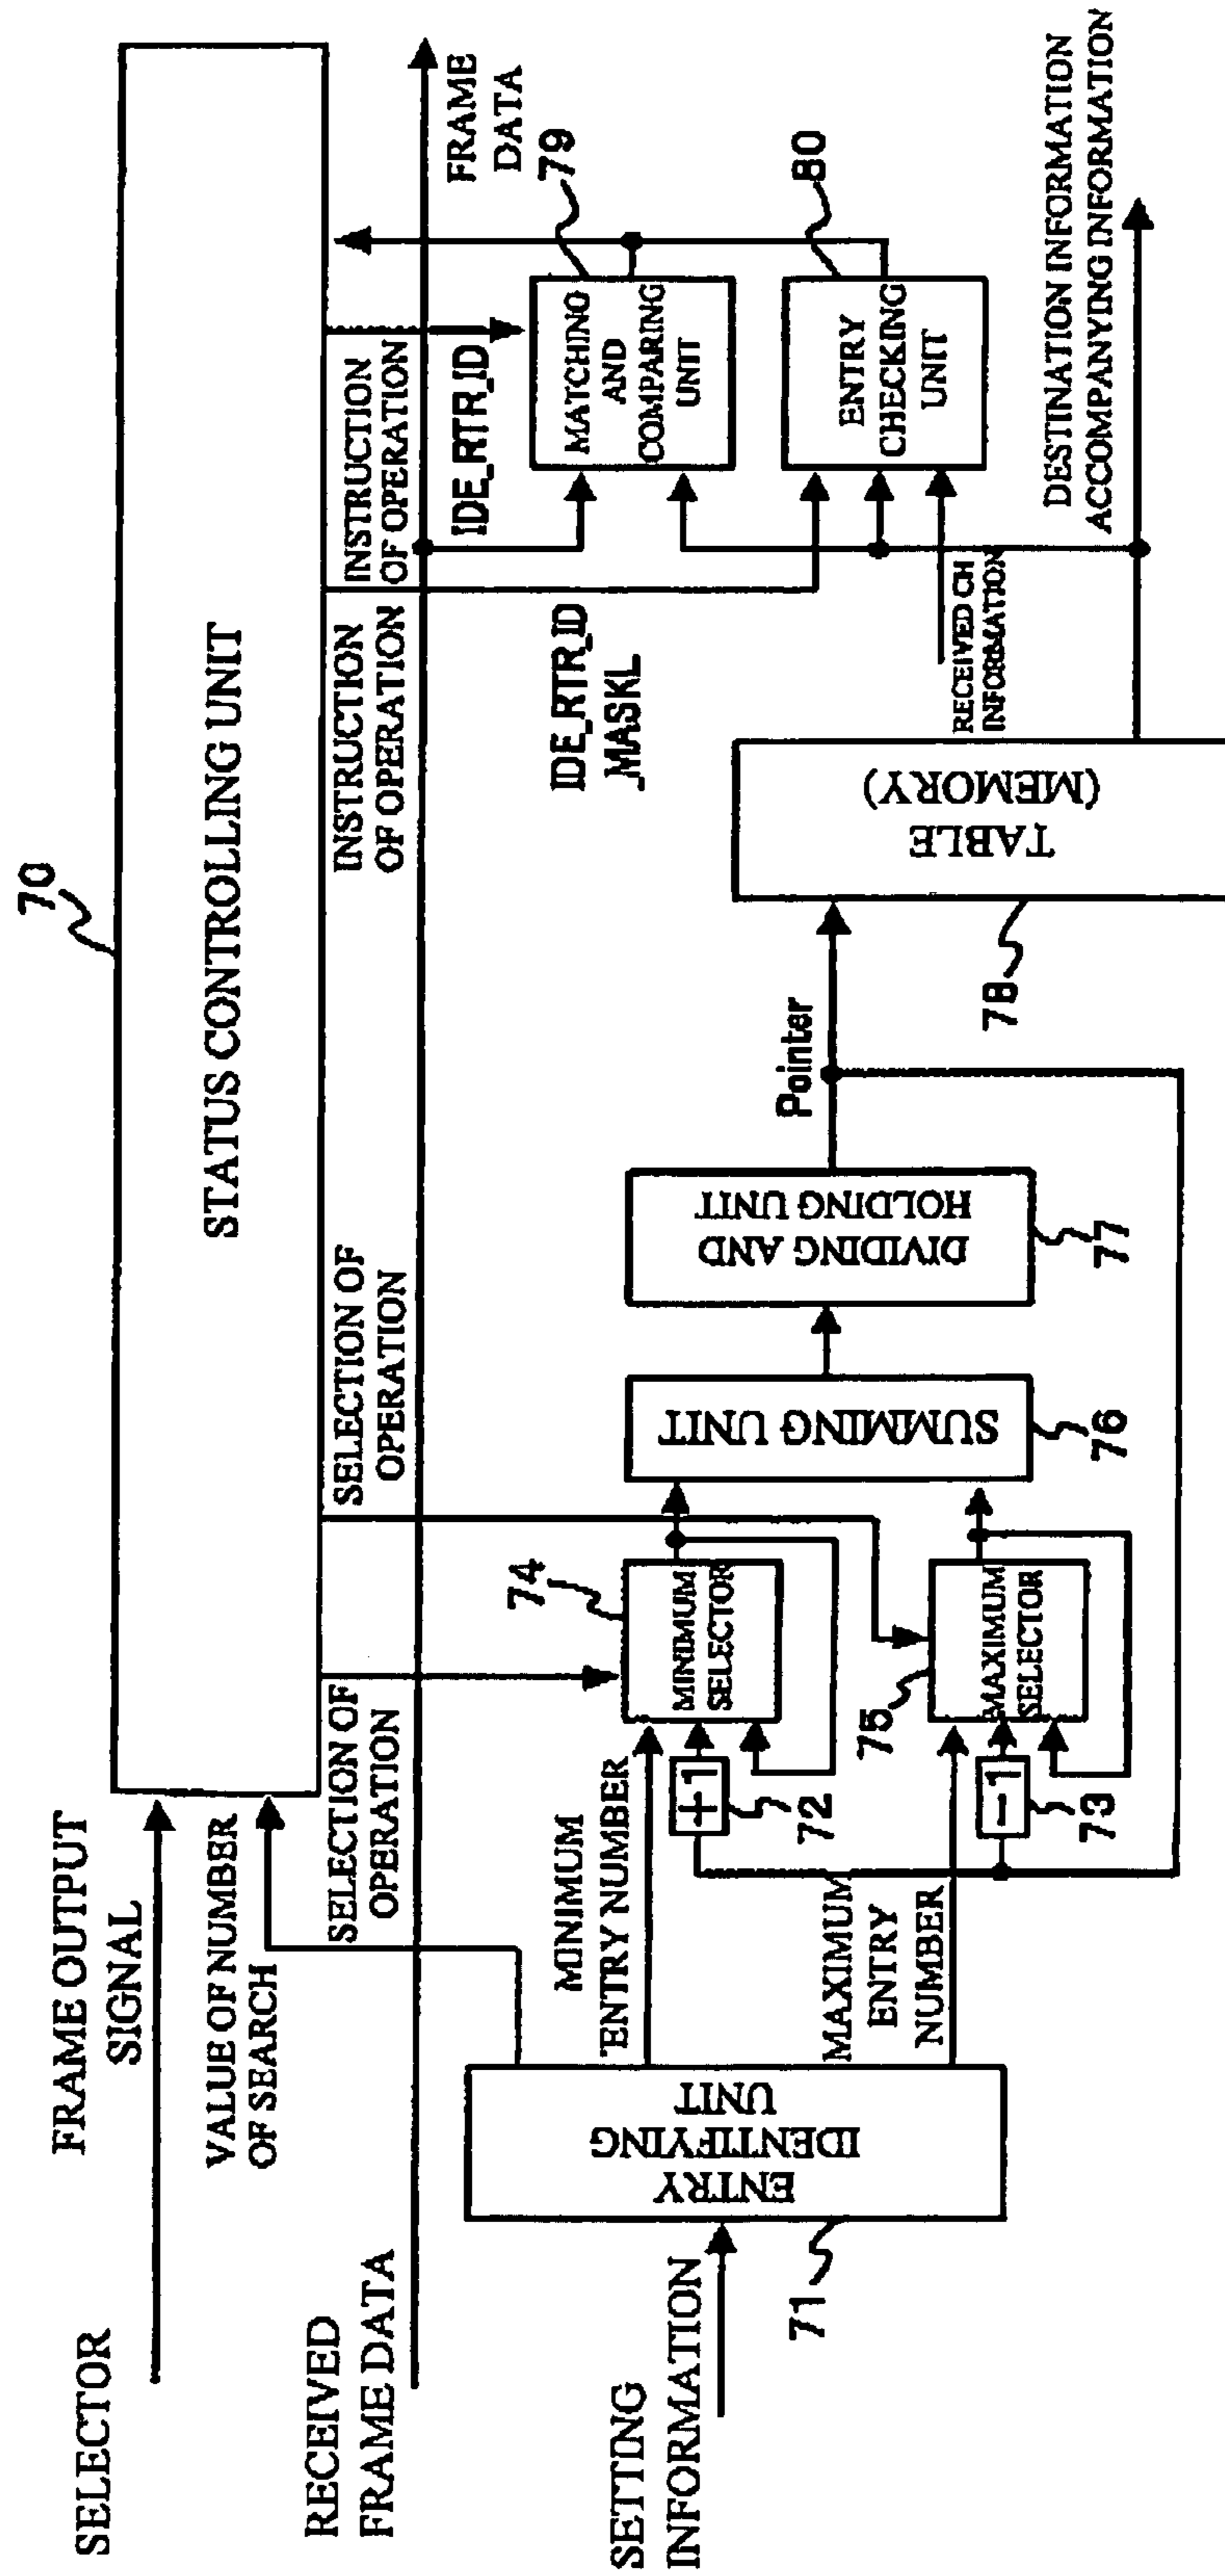 SELECTOR
FRAME OUTPUT
SIGNAL
VALUE OF NUMBER
OF SEARCH
70
STATUS CONTROLLING UNIT
RECEIVED
FRAME DATA
SELECTION OF
OPERATION
SELECTION OF
OPERATION
INSTRUCTION
OF OPERATION
INSTRUCTION
OF OPERATION
FRAME
DATA
SETTING
INFORMATION
71
ENTRY
IDENTIFYING
UNIT
MINIMUM
ENTRY NUMBER
MAXIMUM
ENTRY
NUMBER
+1
72
-1
73
74
MINIMUM
SELECTOR
75
MAXIMUM
SELECTOR
SUMMING UNIT
76
DIVIDING AND
HOLDING UNIT
77
Pointer
TABLE
(MEMORY)
78
IDE_RTR_ID
_MASKL
IDE_RTR_ID
MATCHING
AND
COMPARING
UNIT
79
ENTRY
CHECKING
UNIT
80
RECEIVED CH
INFORMATION
DESTINATION INFORMATION
ACCOMPANYING INFORMATION